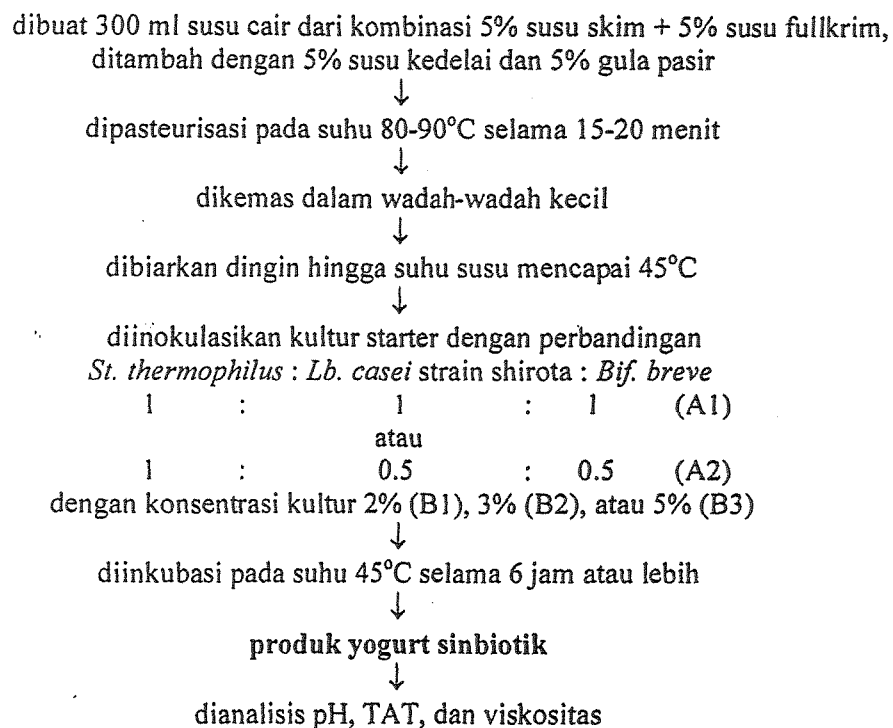 dibuat 300 ml susu cair dari kombinasi 5% susu skim + 5% susu fullkrim,
ditambah dengan 5% susu kedelai dan 5% gula pasir
↓
dipasteurisasi pada suhu 80-90°C selama 15-20 menit
↓
dikemas dalam wadah-wadah kecil
↓
dibiarkan dingin hingga suhu susu mencapai 45°C
↓
diinokulasikan kultur starter dengan perbandingan
St. thermophilus : Lb. casei strain shirota : Bif. breve
1 : 1 : 1 (A1)
atau
1 : 0.5 : 0.5 (A2)
dengan konsentrasi kultur 2% (B1), 3% (B2), atau 5% (B3)
↓
diinkubasi pada suhu 45°C selama 6 jam atau lebih
↓
produk yogurt sinbiotik
↓
dianalisis pH, TAT, dan viskositas